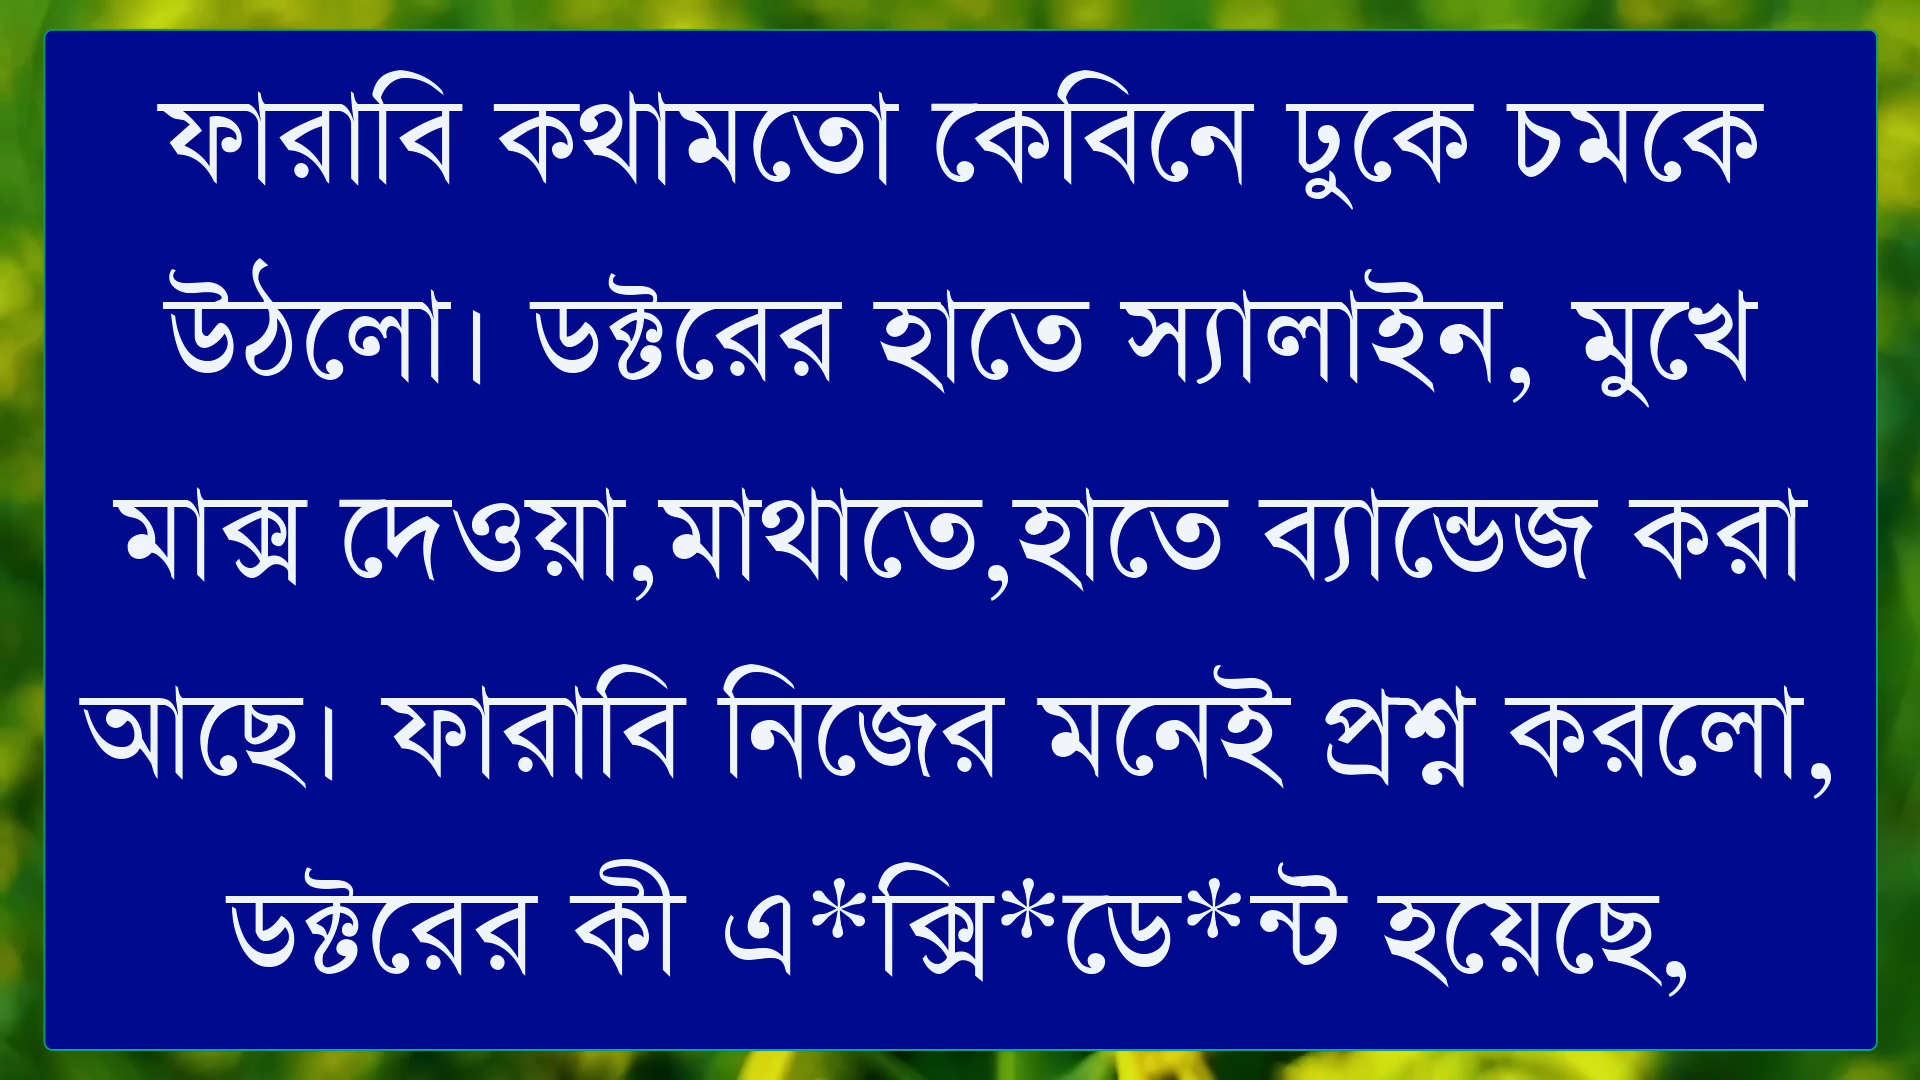 ফারাবি কথামতো কেবিনে ঢুকে চমকে
উঠলো। ডক্টরের হাতে স্যালাইন, মুখে
মাক্স দেওয়া,মাথাতে,হাতে ব্যান্ডেজ করা
আছে। ফারাবি নিজের মনেই প্রশ্ন করলো,
ডক্টরের কী এ*ক্সি*ডে*ন্ট হয়েছে,